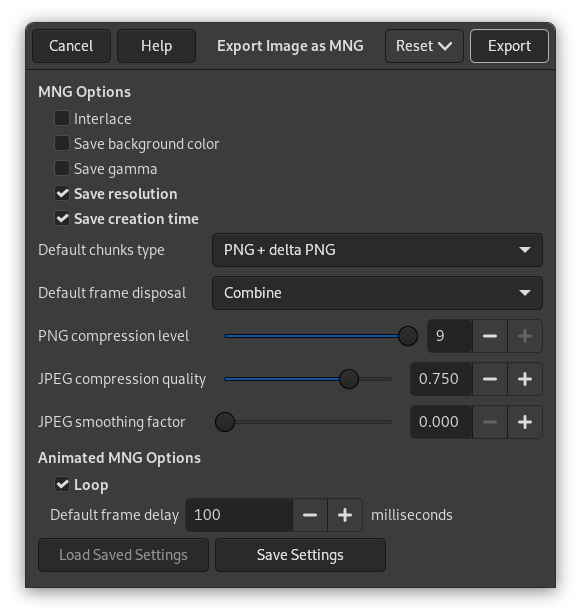 Cancel Help Export Image as MNG Reset Export
MNG Options
Interlace
Save background color
Save gamma
Save resolution
Save creation time
Default chunks type PNG + delta PNG
Default frame disposal Combine
PNG compression level 9
JPEG compression quality 0.750
JPEG smoothing factor 0.000
Animated MNG Options
Loop
Default frame delay 100 milliseconds
Load Saved Settings Save Settings